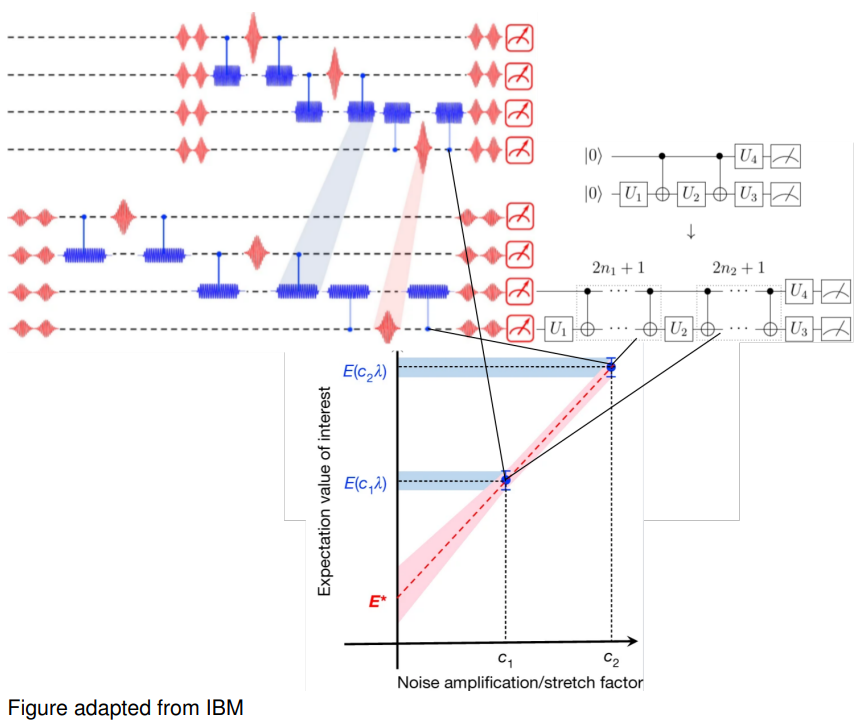 |0⟩
U₄
|0⟩
U₁
U₂
U₃
↓
2n₁ + 1
2n₂ + 1
U₄
U₁
U₂
U₃
E(c₂λ)
E(c₁λ)
E*
Expectation value of interest
c₁
c₂
Noise amplification/stretch factor
Figure adapted from IBM